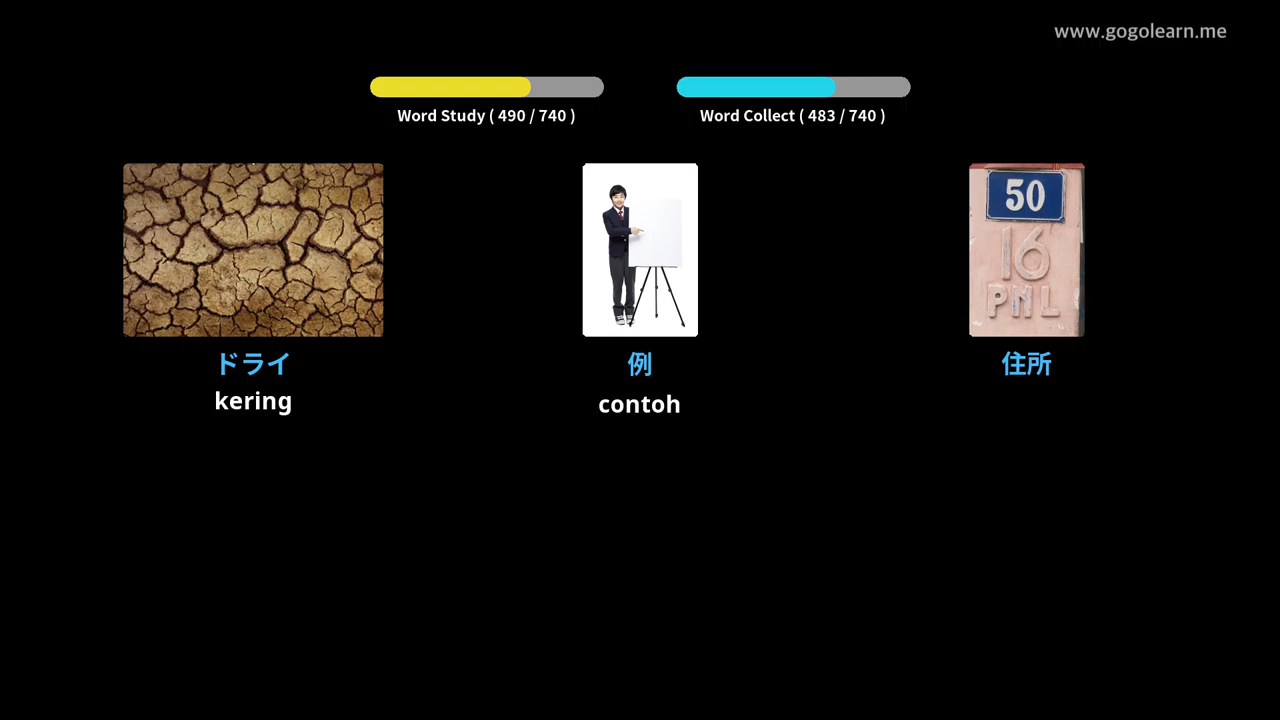 www.gogolearn.me
Word Study ( 490 / 740 )
Word Collect ( 483 / 740 )
50
16
PNL
ドライ
例
住所
kering
contoh